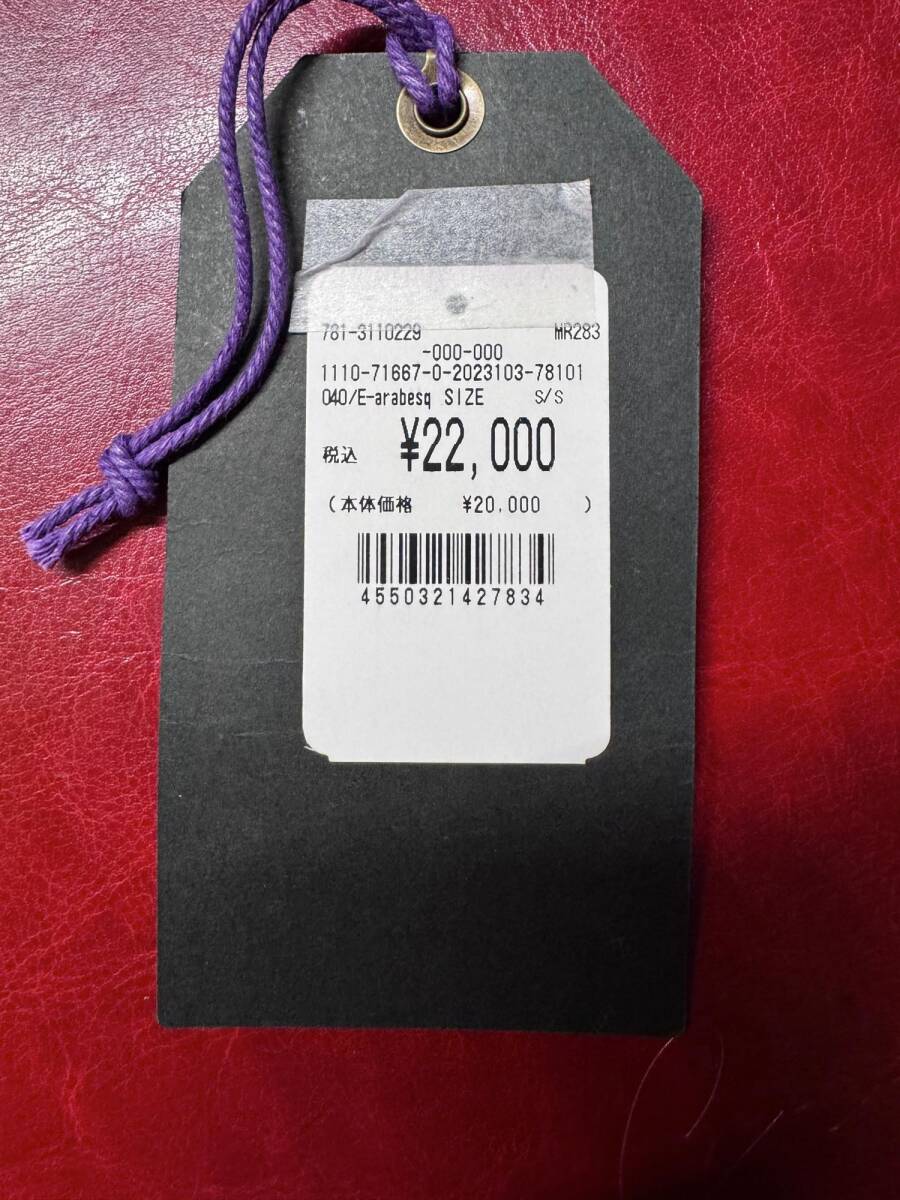 781-3110229 MR283
-000-000
1110-71667-0-2023103-78101
040/E-arabesq SIZE S/S
税込 ¥22,000
(本体価格 ¥20,000 )
4550321427834